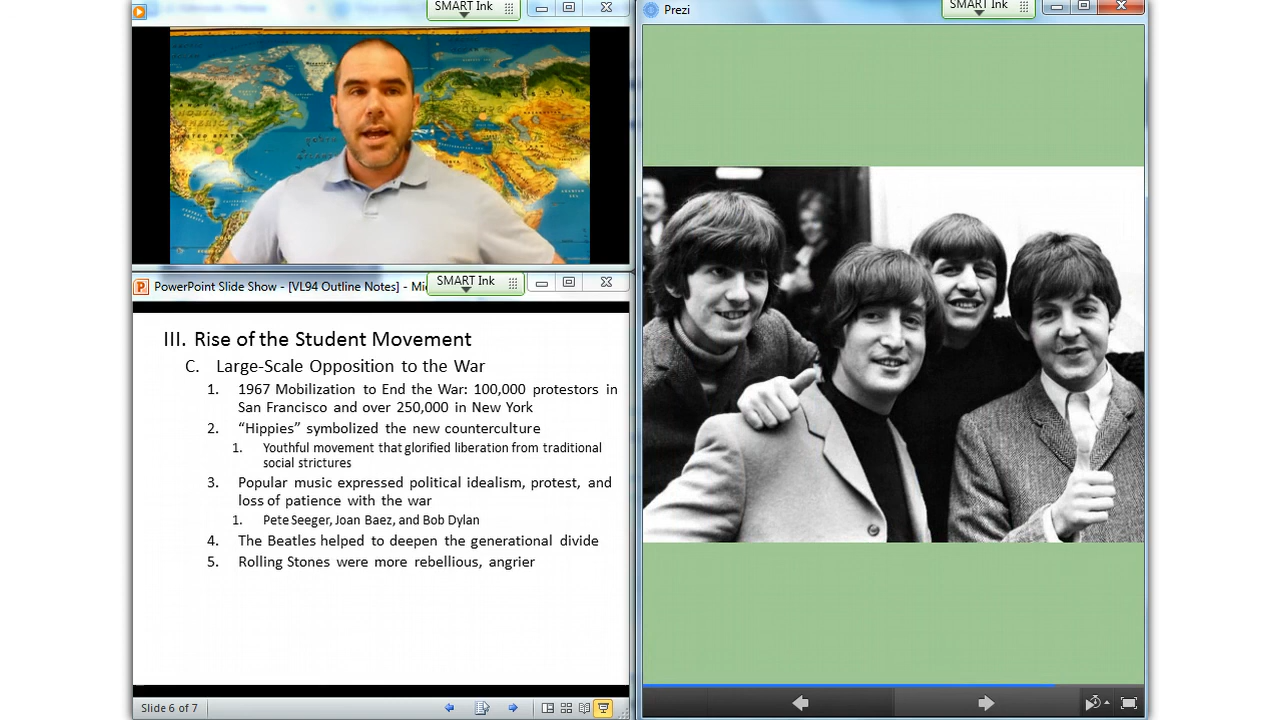 SMART Ink
SMART Ink
Prezi
PowerPoint Slide Show - [VL94 Outline Notes] - Mi
SMART Ink
III. Rise of the Student Movement
C. Large-Scale Opposition to the War
1. 1967 Mobilization to End the War: 100,000 protestors in
San Francisco and over 250,000 in New York
2. “Hippies” symbolized the new counterculture
1. Youthful movement that glorified liberation from traditional
social strictures
3. Popular music expressed political idealism, protest, and
loss of patience with the war
1. Pete Seeger, Joan Baez, and Bob Dylan
4. The Beatles helped to deepen the generational divide
5. Rolling Stones were more rebellious, angrier
Slide 6 of 7